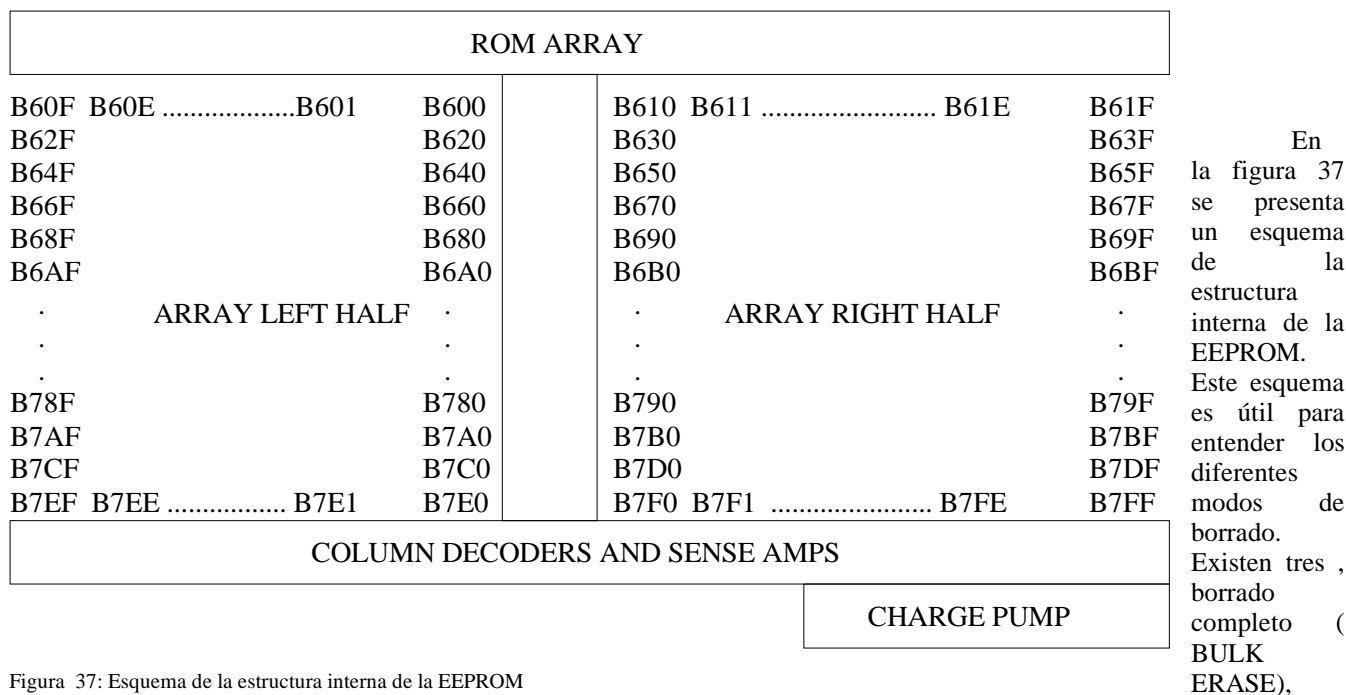 ROM ARRAY
B60F B60E ...................B601 B600 B610 B611 ......................... B61E B61F
B62F B620 B630 B63F
B64F B640 B650 B65F
B66F B660 B670 B67F
B68F B680 B690 B69F
B6AF B6A0 B6B0 B6BF
. ARRAY LEFT HALF . . ARRAY RIGHT HALF .
. . . .
. . . .
B78F B780 B790 B79F
B7AF B7A0 B7B0 B7BF
B7CF B7C0 B7D0 B7DF
B7EF B7EE ................. B7E1 B7E0 B7F0 B7F1 ....................... B7FE B7FF
COLUMN DECODERS AND SENSE AMPS
CHARGE PUMP
Figura 37: Esquema de la estructura interna de la EEPROM
En
la figura 37
se presenta
un esquema
de la
estructura
interna de la
EEPROM.
Este esquema
es útil para
entender los
diferentes
modos de
borrado.
Existen tres ,
borrado
completo (
BULK
ERASE),